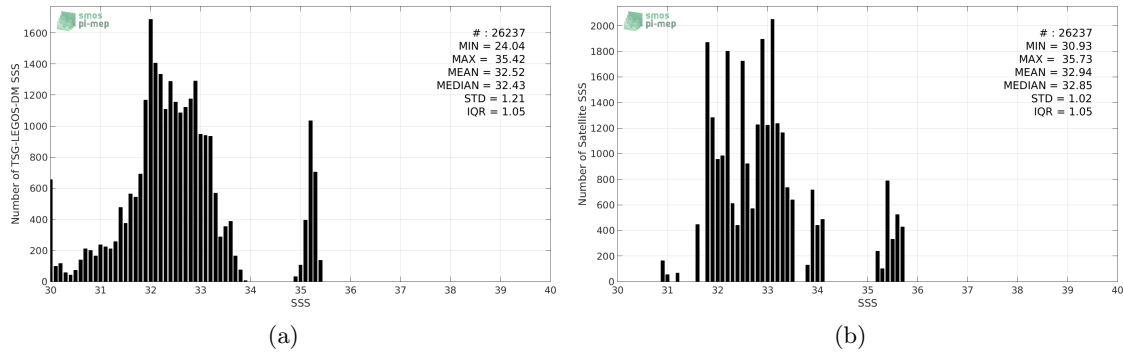 smos
pi-mep
# : 26237
MIN = 24.04
MAX = 35.42
MEAN = 32.52
MEDIAN = 32.43
STD = 1.21
IQR = 1.05
Number of TSG-LEGOS-DM SSS
1600
1400
1200
1000
800
600
400
200
0
30 31 32 33 34 35 36 37 38 39 40
SSS
(a)
smos
pi-mep
# : 26237
MIN = 30.93
MAX = 35.73
MEAN = 32.94
MEDIAN = 32.85
STD = 1.02
IQR = 1.05
Number of Satellite SSS
2000
1800
1600
1400
1200
1000
800
600
400
200
0
30 31 32 33 34 35 36 37 38 39 40
SSS
(b)